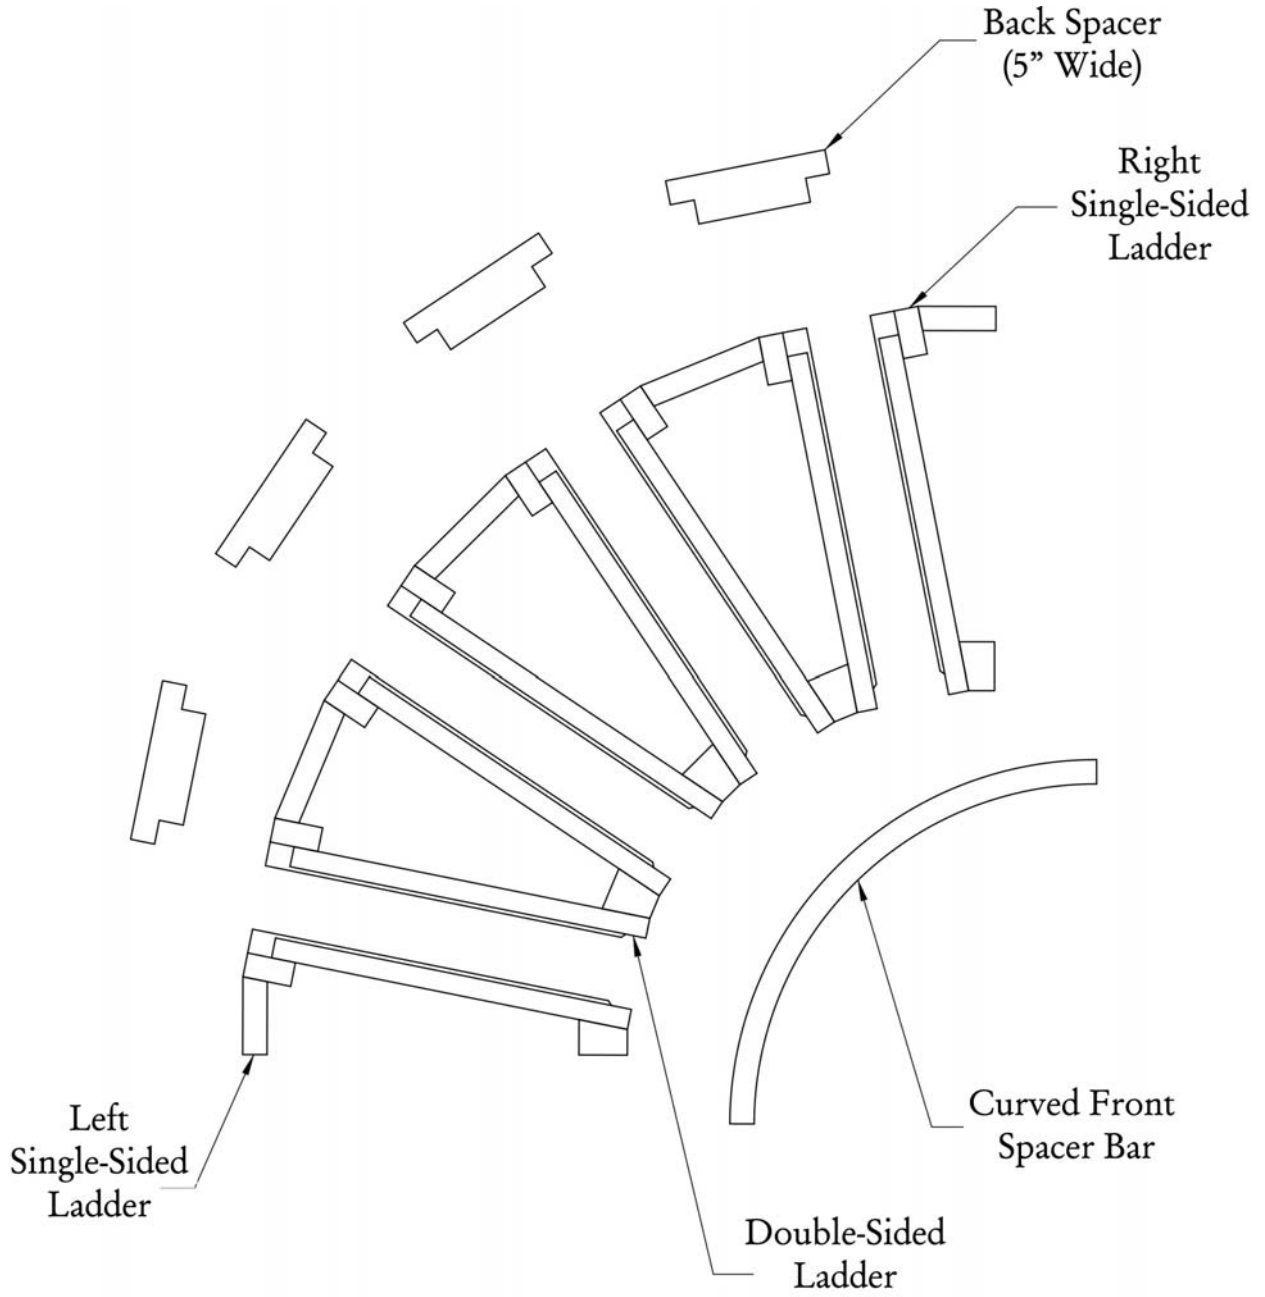 Back Spacer
(5” Wide)
Right
Single-Sided
Ladder
Curved Front
Spacer Bar
Left
Single-Sided
Ladder
Double-Sided
Ladder